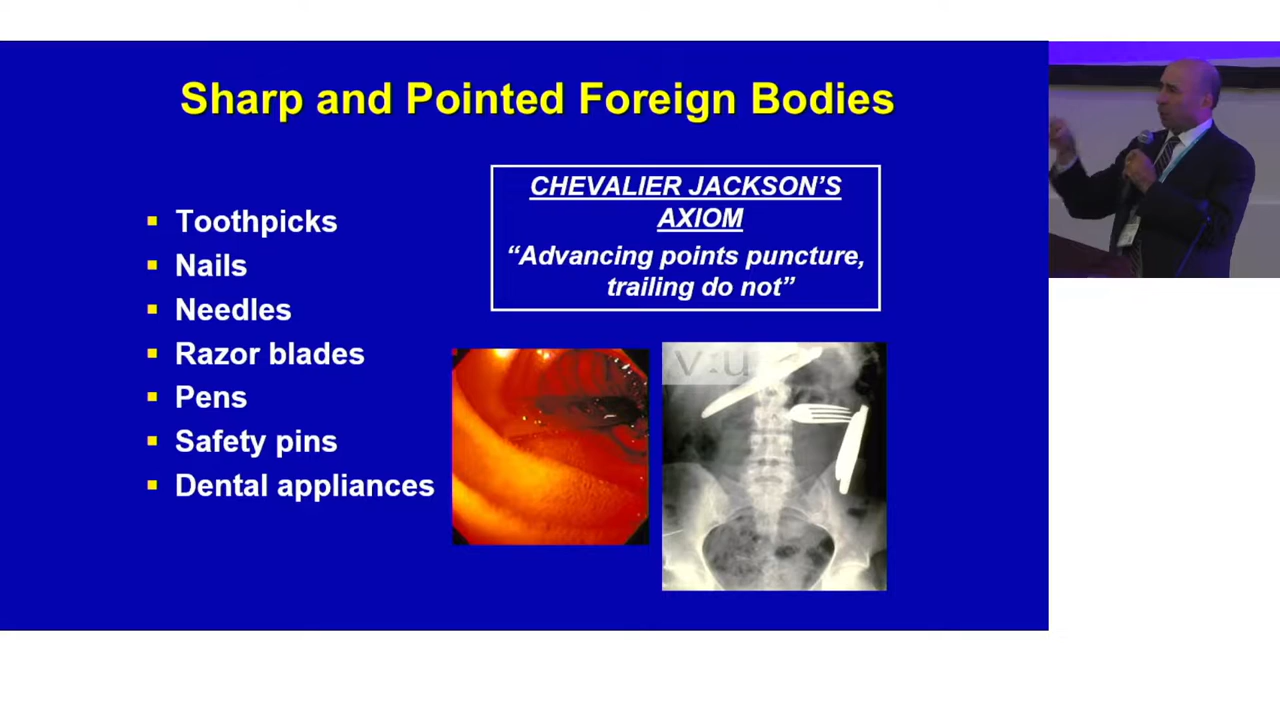 Sharp and Pointed Foreign Bodies
CHEVALIER JACKSON'S
AXIOM
“Advancing points puncture,
trailing do not”
Toothpicks
Nails
Needles
Razor blades
Pens
Safety pins
Dental appliances